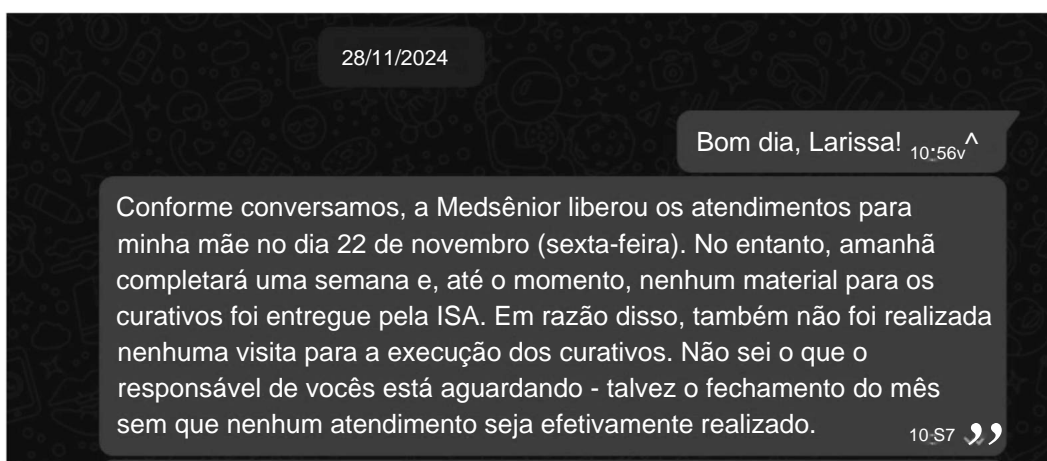 28/11/2024
Bom dia, Larissa! 10:56v^
Conforme conversamos, a Medsênior liberou os atendimentos para
minha mãe no dia 22 de novembro (sexta-feira). No entanto, amanhã
completará uma semana e, até o momento, nenhum material para os
curativos foi entregue pela ISA. Em razão disso, também não foi realizada
nenhuma visita para a execução dos curativos. Não sei o que o
responsável de vocês está aguardando - talvez o fechamento do mês
sem que nenhum atendimento seja efetivamente realizado. 10-S7